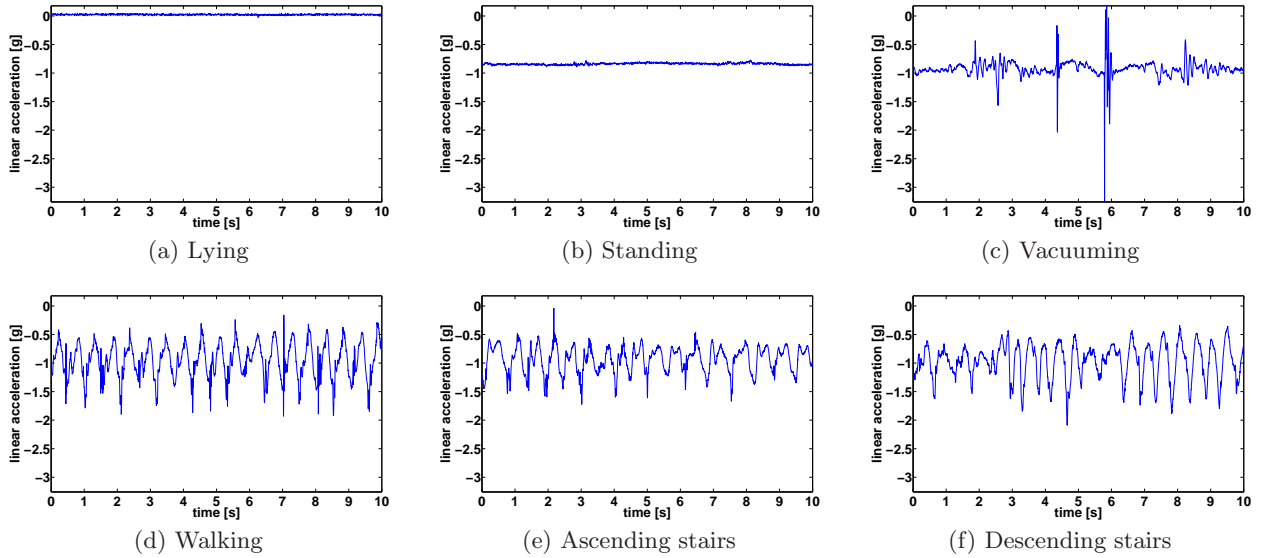 linear acceleration [g]
0
−0.5
−1
−1.5
−2
−2.5
−3
0 1 2 3 4 5 6 7 8 9 10
time [s]
(a) Lying
linear acceleration [g]
0
−0.5
−1
−1.5
−2
−2.5
−3
0 1 2 3 4 5 6 7 8 9 10
time [s]
(b) Standing
linear acceleration [g]
0
−0.5
−1
−1.5
−2
−2.5
−3
0 1 2 3 4 5 6 7 8 9 10
time [s]
(c) Vacuuming
linear acceleration [g]
0
−0.5
−1
−1.5
−2
−2.5
−3
0 1 2 3 4 5 6 7 8 9 10
time [s]
(d) Walking
linear acceleration [g]
0
−0.5
−1
−1.5
−2
−2.5
−3
0 1 2 3 4 5 6 7 8 9 10
time [s]
(e) Ascending stairs
linear acceleration [g]
0
−0.5
−1
−1.5
−2
−2.5
−3
0 1 2 3 4 5 6 7 8 9 10
time [s]
(f) Descending stairs